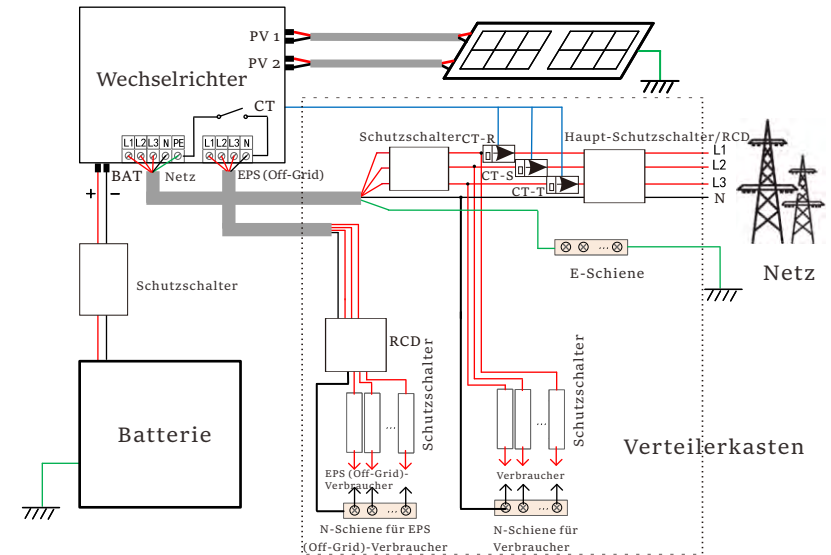 PV 1
PV 2
Wechselrichter
CT
L1 L2 L3 N PE
L1 L2 L3 N
BAT
Netz
EPS (Off-Grid)
+
−
Schutzschalter
CT-R
Haupt-Schutzschalter/RCD
CT-S
CT-T
L1
L2
L3
N
E-Schiene
...
Netz
Schutzschalter
Batterie
RCD
Schutzschalter
...
Schutzschalter
...
Verteilerkasten
EPS (Off-Grid)-
Verbraucher
Verbraucher
...
...
N-Schiene für EPS
(Off-Grid)-Verbraucher
N-Schiene für
Verbraucher